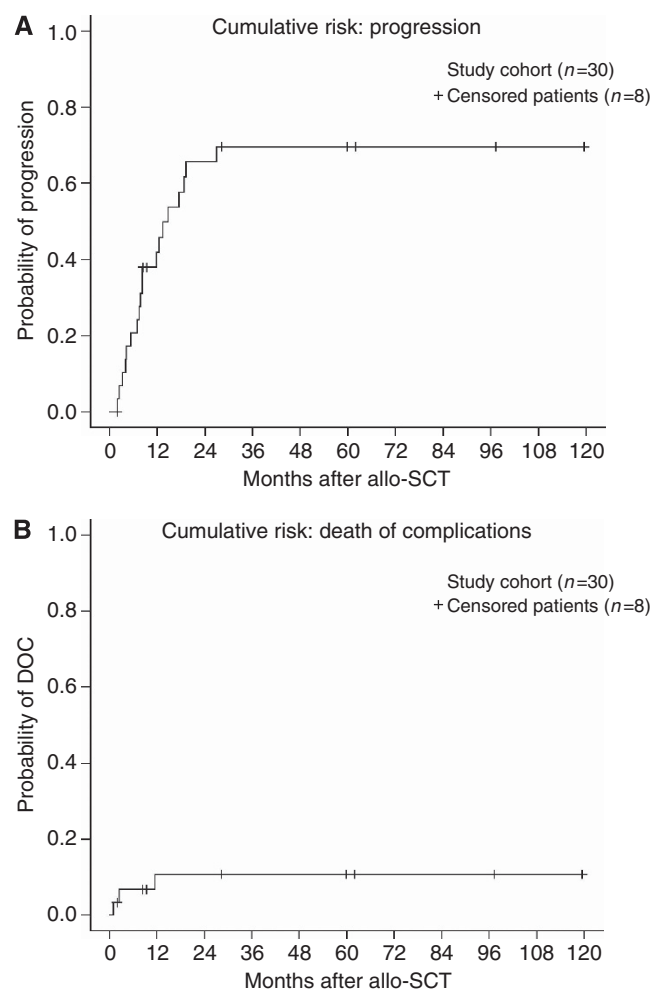 A Cumulative risk: progression
Study cohort (n=30)
+ Censored patients (n=8)
Probability of progression
1.0
0.8
0.6
0.4
0.2
0.0
0 12 24 36 48 60 72 84 96 108 120
Months after allo-SCT
B Cumulative risk: death of complications
Study cohort (n=30)
+ Censored patients (n=8)
Probability of DOC
1.0
0.8
0.6
0.4
0.2
0.0
0 12 24 36 48 60 72 84 96 108 120
Months after allo-SCT